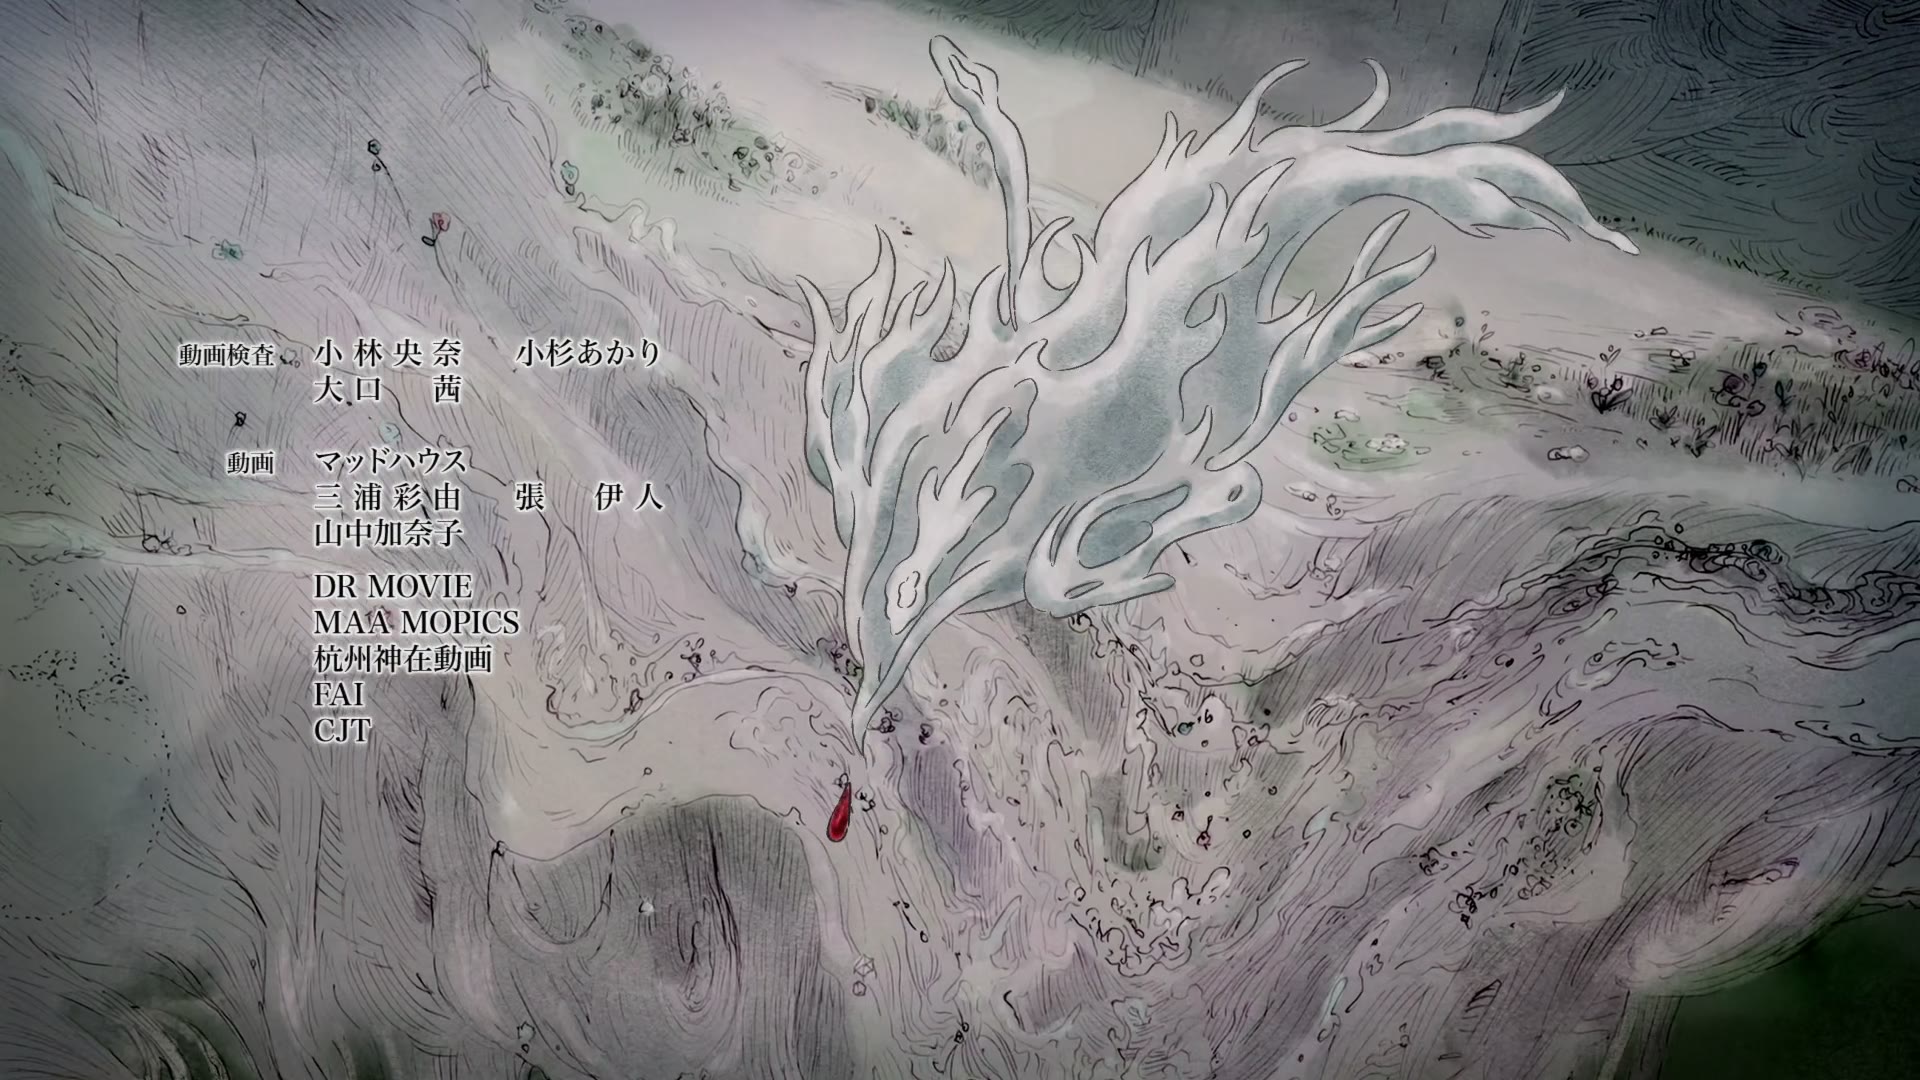 動画検査 小林央奈 小杉あかり
大口 茜
動画 マッドハウス
三浦彩由 張 伊人
山中加奈子
DR MOVIE
MAA MOPICS
杭州神在動画
FAI
CJT